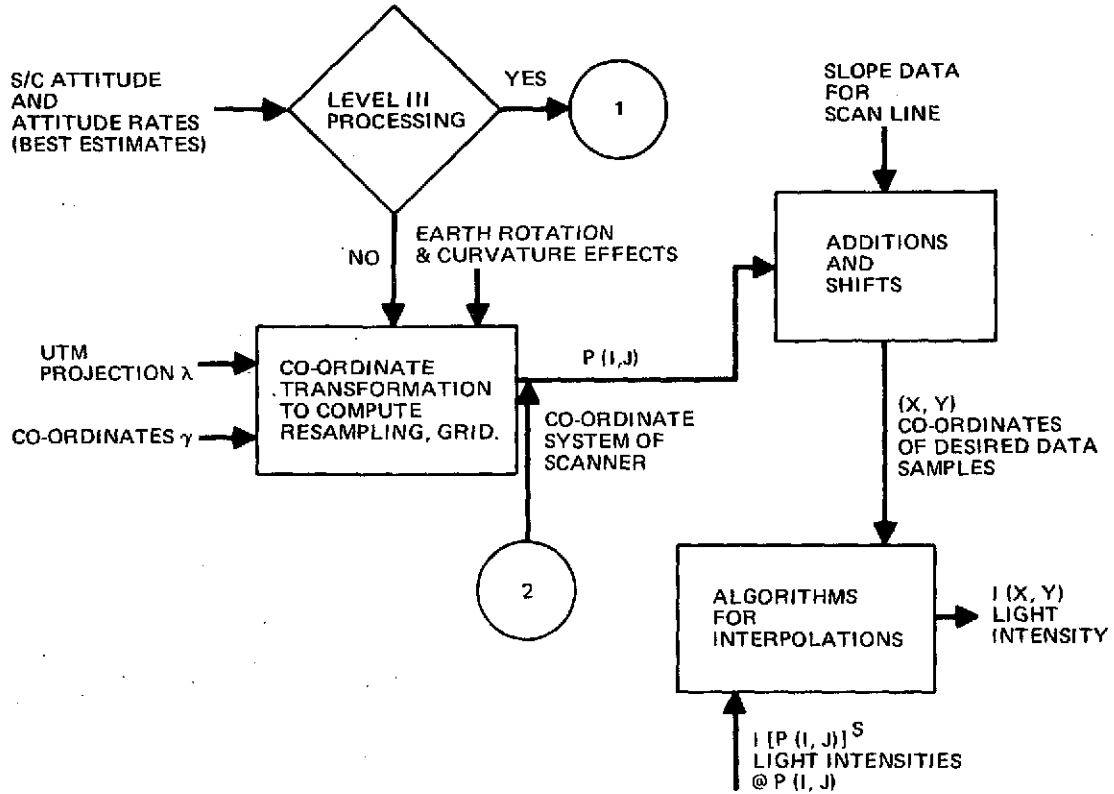 S/C ATTITUDE
AND
ATTITUDE RATES
(BEST ESTIMATES)
LEVEL III
PROCESSING
YES
1
SLOPE DATA
FOR
SCAN LINE
NO
EARTH ROTATION
& CURVATURE EFFECTS
ADDITIONS
AND
SHIFTS
UTM
PROJECTION λ
CO-ORDINATES γ
CO-ORDINATE
TRANSFORMATION
TO COMPUTE
RESAMPLING, GRID.
P (I,J)
CO-ORDINATE
SYSTEM OF
SCANNER
2
(X, Y)
CO-ORDINATES
OF DESIRED DATA
SAMPLES
ALGORITHMS
FOR
INTERPOLATIONS
I (X, Y)
LIGHT
INTENSITY
I [P (I, J)]S
LIGHT INTENSITIES
@ P (I, J)